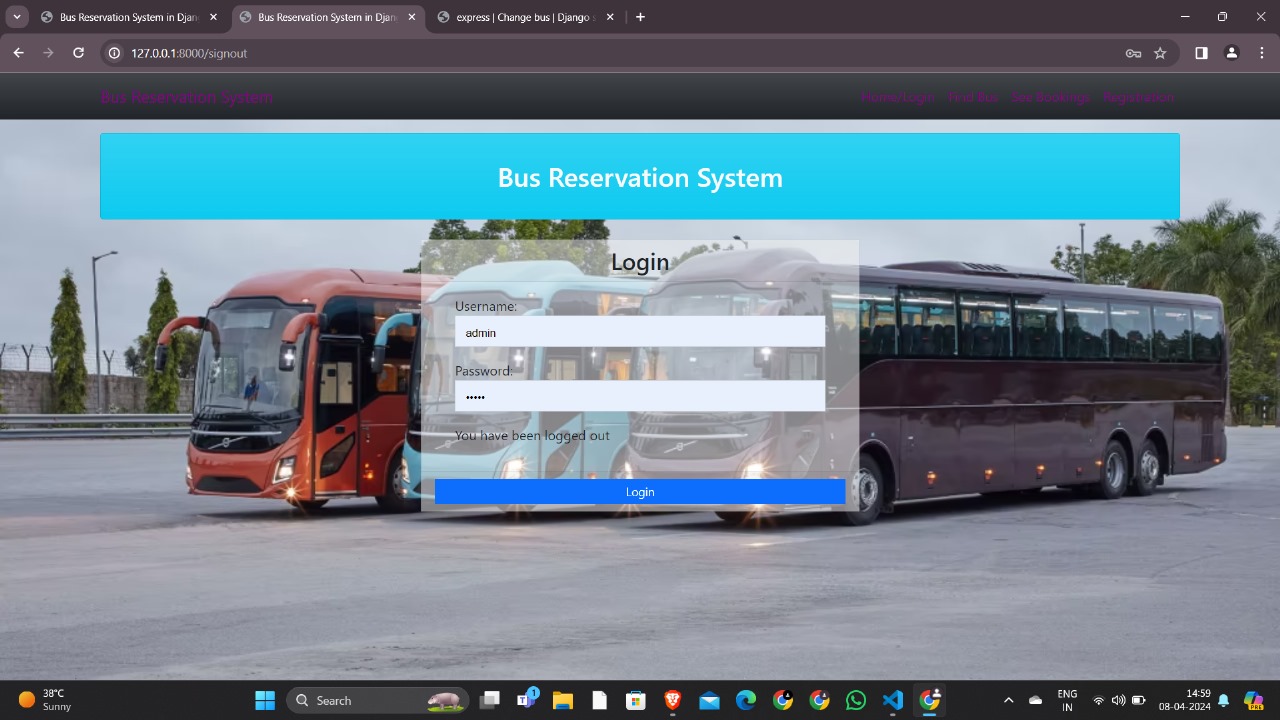 Bus Reservation System in Djan
Bus Reservation System in Djan
express | Change bus | Django s
127.0.0.1:8000/signout
Bus Reservation System
Home/Login Find Bus See Bookings Registration
Bus Reservation System
Login
Username:
admin
Password:
•••••
You have been logged out
Login
38°C
Sunny
Search
1
ENG
IN
14:59
08-04-2024
PRE